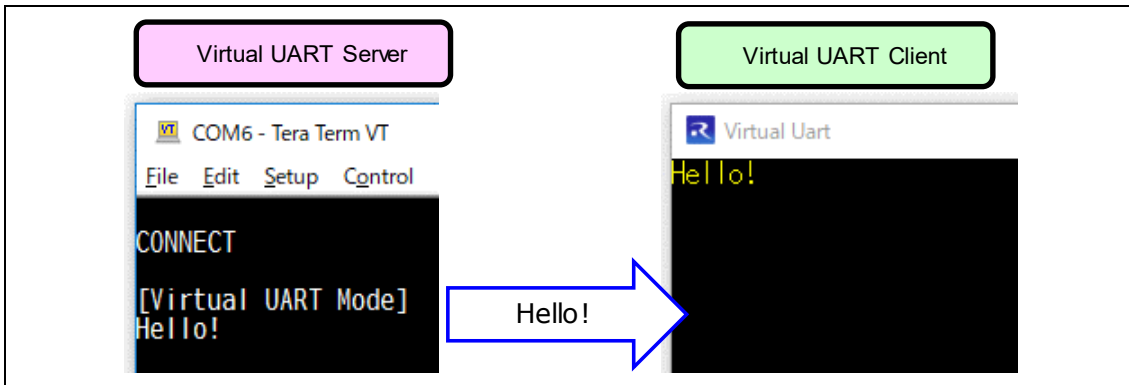 Virtual UART Server
Virtual UART Client
VT COM6 - Tera Term VT
File Edit Setup Control
CONNECT
[Virtual UART Mode]
Hello!
Hello!
R Virtual Uart
Hello!